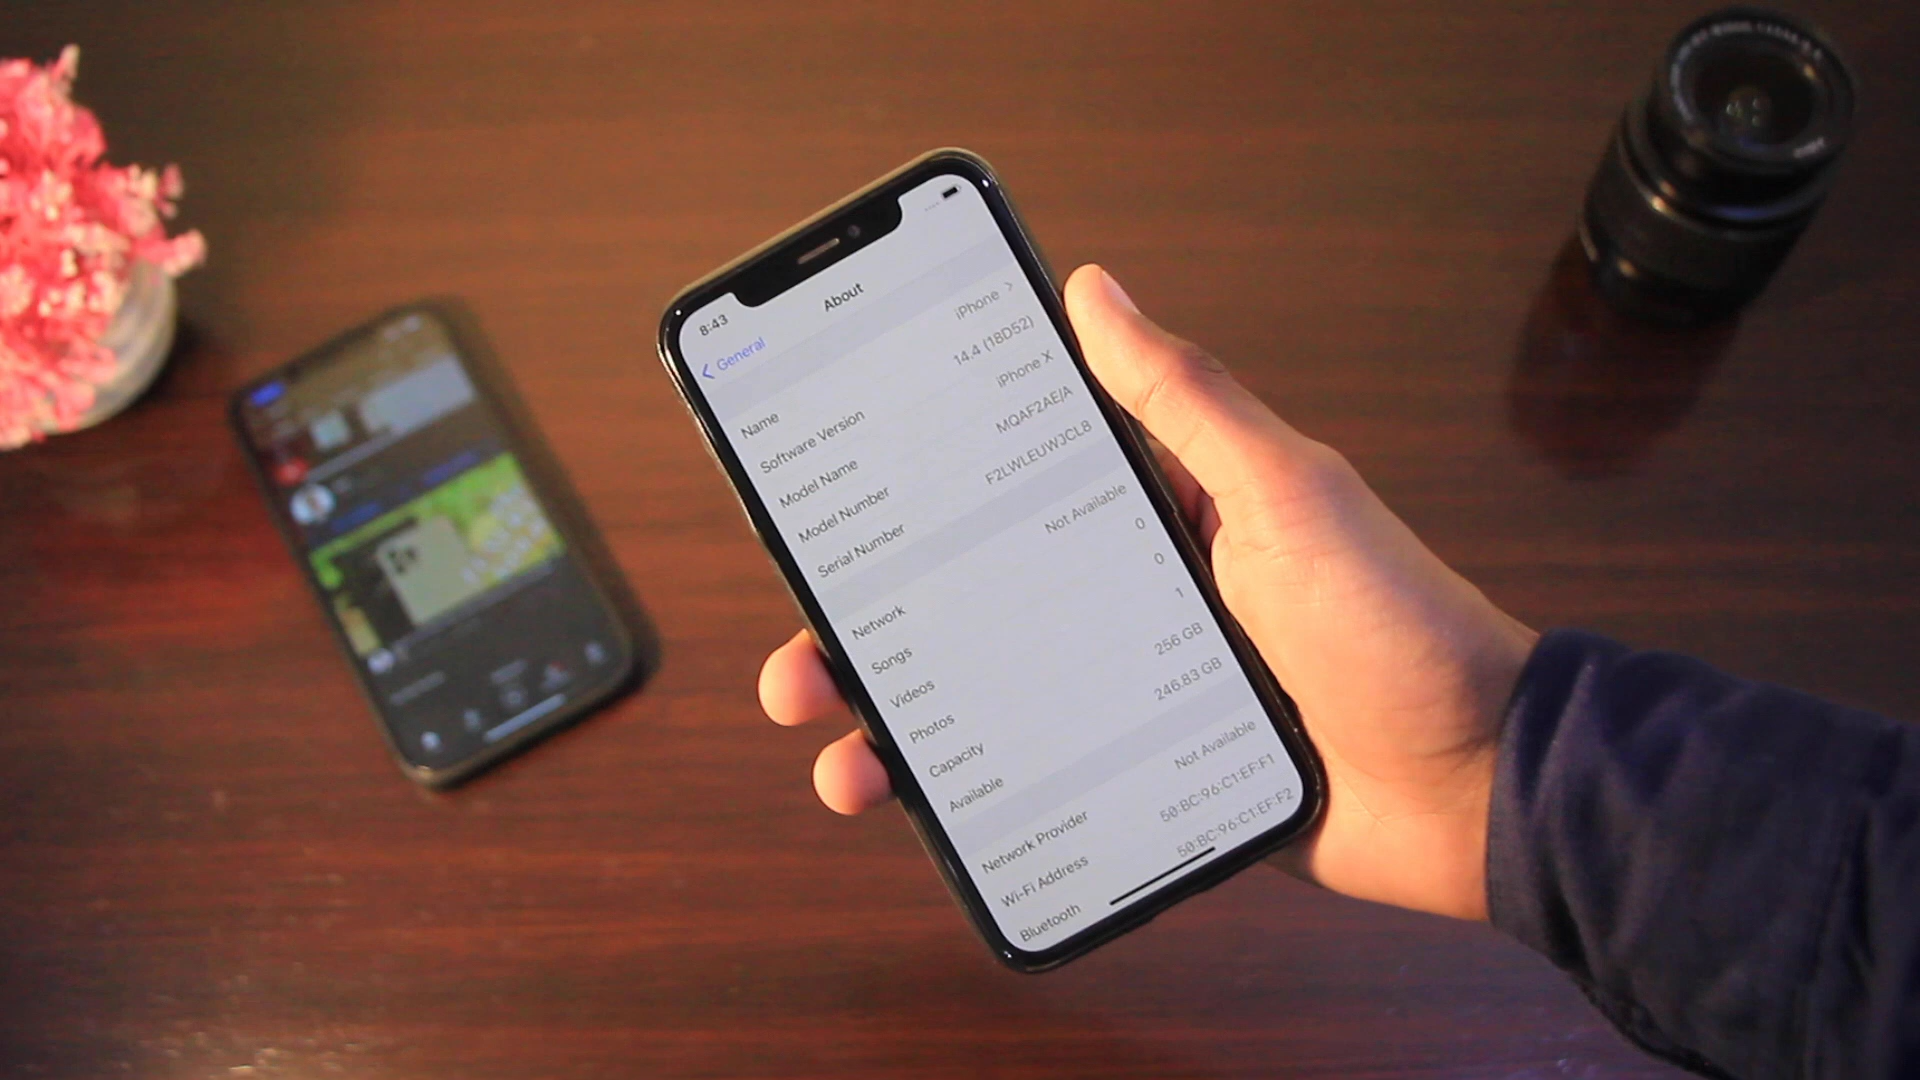 8:43
About
General
Name iPhone
Software Version 14.4 (18D52)
Model Name iPhone X
Model Number MQAF2AE/A
Serial Number F2LWLEUWJCL8
Network Not Available
Songs 0
Videos 0
Photos 1
Capacity 256 GB
Available 246.83 GB
Network Provider Not Available
Wi-Fi Address 50:BC:96:C1:EF:F1
Bluetooth 50:BC:96:C1:EF:F2